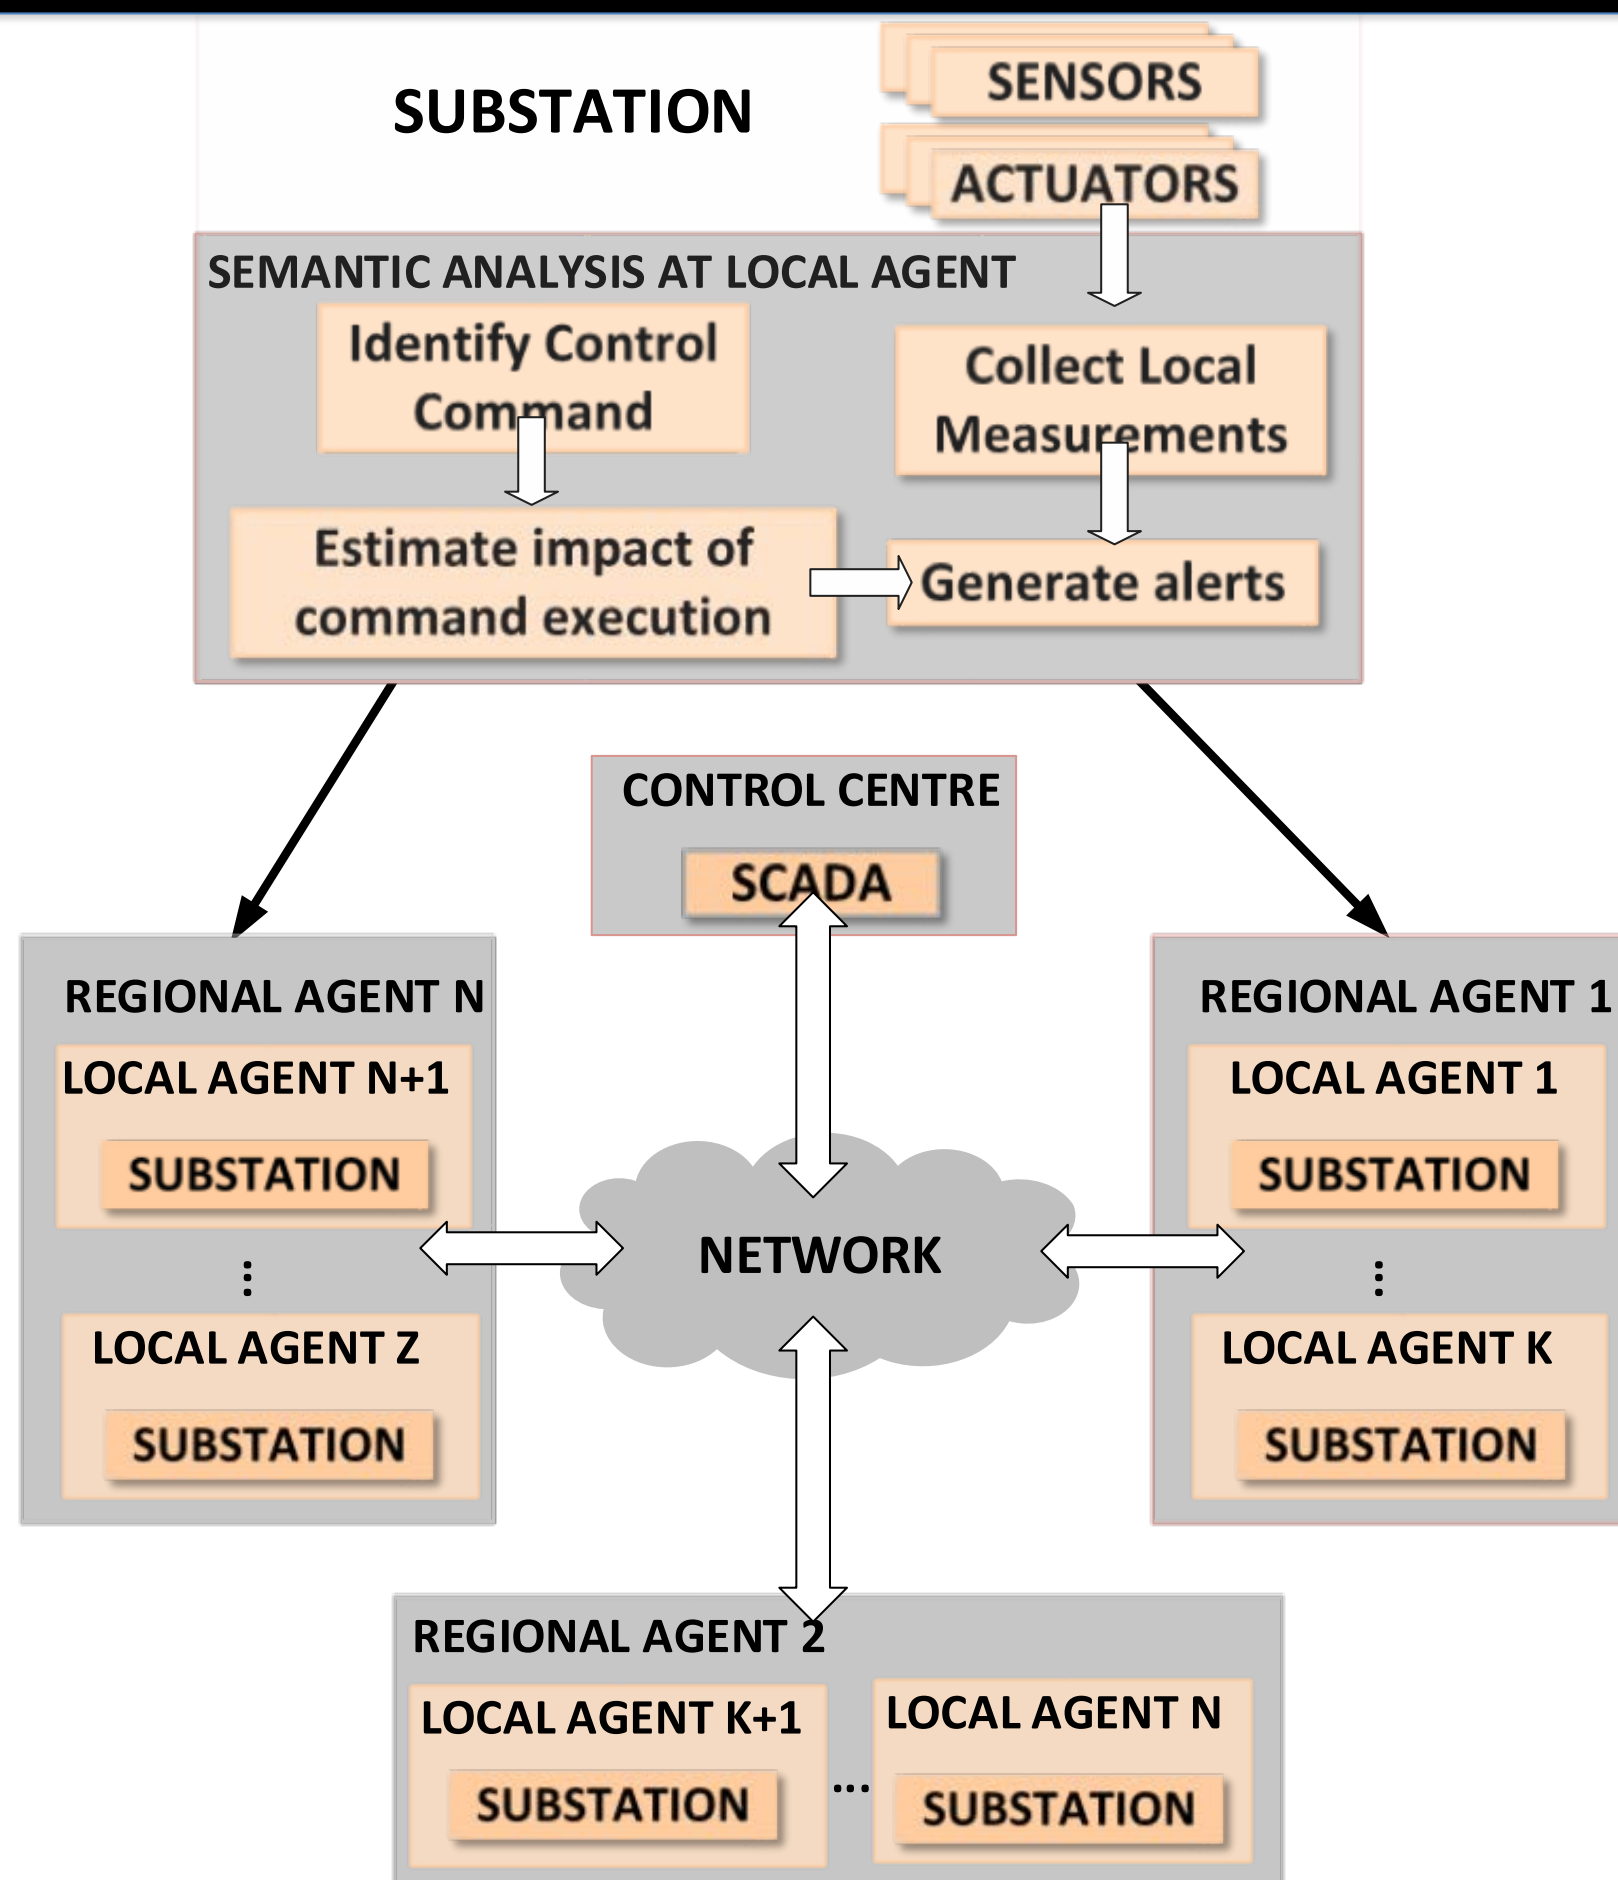 SUBSTATION
SENSORS
ACTUATORS
SEMANTIC ANALYSIS AT LOCAL AGENT
Identify Control
Command
Collect Local
Measurements
Estimate impact of
command execution
Generate alerts
CONTROL CENTRE
SCADA
REGIONAL AGENT N
LOCAL AGENT N+1
SUBSTATION
⋮
LOCAL AGENT Z
SUBSTATION
NETWORK
REGIONAL AGENT 1
LOCAL AGENT 1
SUBSTATION
⋮
LOCAL AGENT K
SUBSTATION
REGIONAL AGENT 2
LOCAL AGENT K+1
SUBSTATION
...
LOCAL AGENT N
SUBSTATION